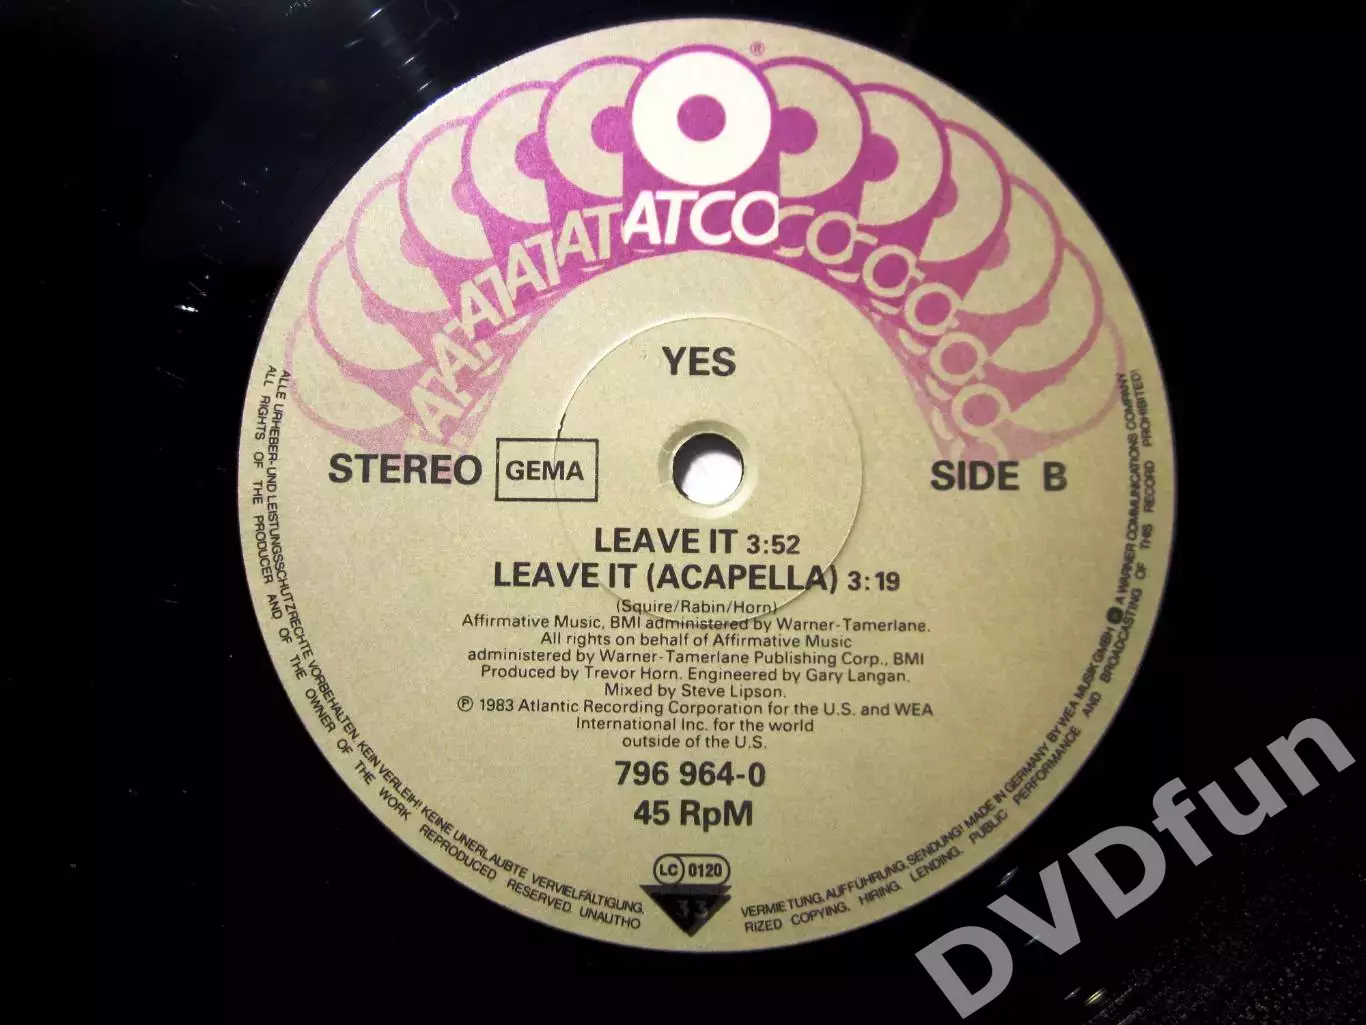 ®
ATCO
YES
STEREO GEMA SIDE B
LEAVE IT 3:52
LEAVE IT (ACAPELLA) 3:19
(Squire/Rabin/Horn)
Affirmative Music, BMI administered by Warner-Tamerlane.
All rights on behalf of Affirmative Music
administered by Warner-Tamerlane Publishing Corp., BMI
Produced by Trevor Horn. Engineered by Gary Langan.
Mixed by Steve Lipson.
℗ 1983 Atlantic Recording Corporation for the U.S. and WEA
International Inc. for the world
outside of the U.S.
796 964-0
45 RpM
LC 0120
33
ALLE URHEBER- UND LEISTUNGSSCHUTZRECHTE VORBEHALTEN. KEIN VERLEIH! KEINE UNERLAUBTE VERVIELFÄLTIGUNG, VERMIETUNG, AUFFÜHRUNG, SENDUNG! MADE IN GERMANY BY WEA MUSIK GMBH A WARNER COMMUNICATIONS COMPANY
ALL RIGHTS OF THE PRODUCER AND OF THE OWNER OF THE WORK REPRODUCED RESERVED. UNAUTHORIZED COPYING, HIRING, LENDING, PUBLIC PERFORMANCE AND BROADCASTING OF THIS RECORD PROHIBITED!
DVDfun